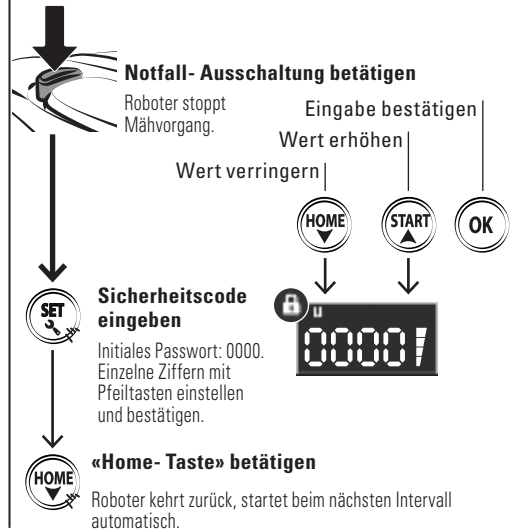 Notfall- Ausschaltung betätigen
Roboter stoppt
Mähvorgang.
Eingabe bestätigen
Wert erhöhen
Wert verringern
HOME
START
OK
SET
Sicherheitscode
eingeben
Initiales Passwort: 0000.
Einzelne Ziffern mit
Pfeiltasten einstellen
und bestätigen.
0000
HOME
«Home- Taste» betätigen
Roboter kehrt zurück, startet beim nächsten Intervall
automatisch.